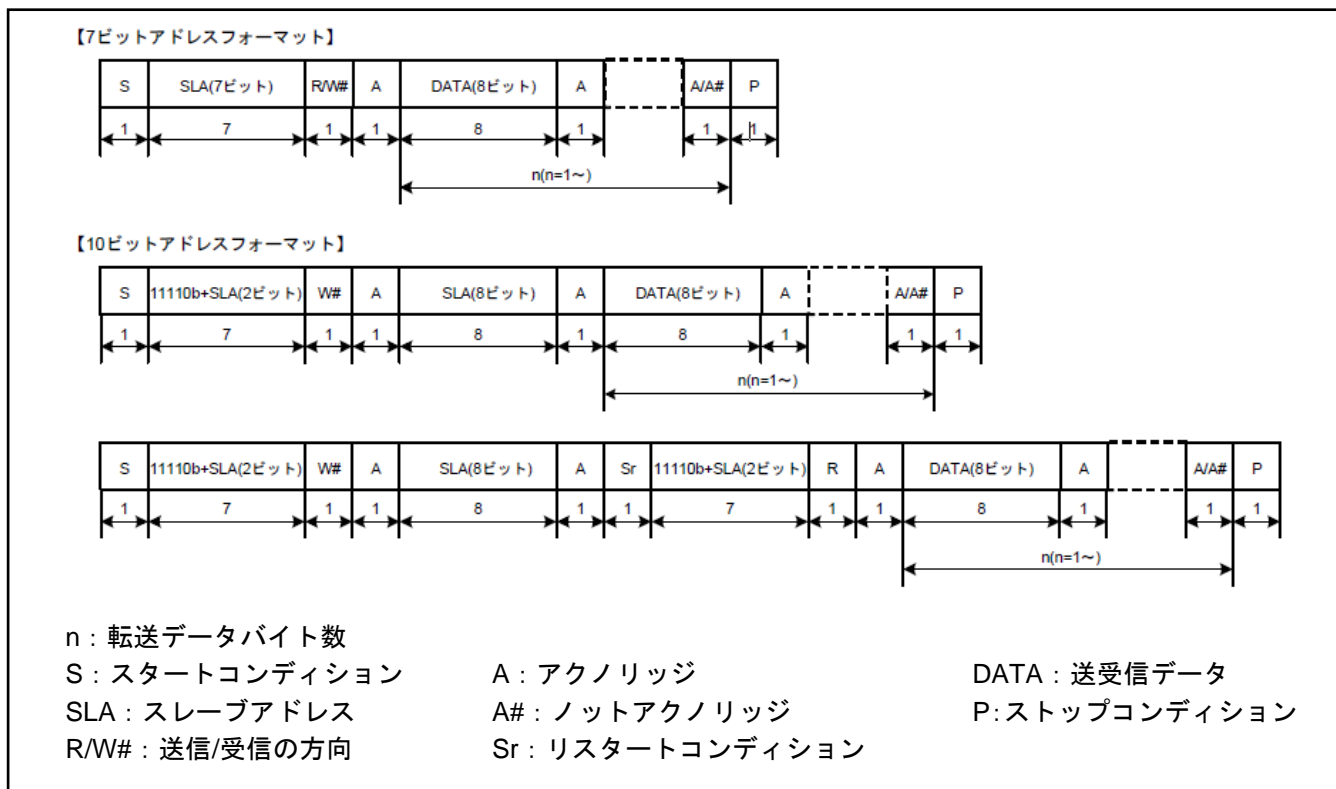 【7ビットアドレスフォーマット】
S SLA(7ビット) R/W# A DATA(8ビット) A A/A# P
1 7 1 1 8 1 1 1
n(n=1～)
【10ビットアドレスフォーマット】
S 11110b+SLA(2ビット) W# A SLA(8ビット) A DATA(8ビット) A A/A# P
1 7 1 1 8 1 8 1 1 1
n(n=1～)
S 11110b+SLA(2ビット) W# A SLA(8ビット) A Sr 11110b+SLA(2ビット) R A DATA(8ビット) A A/A# P
1 7 1 1 8 1 1 7 1 1 8 1 1 1
n(n=1～)
n：転送データバイト数
S：スタートコンディション A：アクノリッジ DATA：送受信データ
SLA：スレーブアドレス A#：ノットアクノリッジ P：ストップコンディション
R/W#：送信/受信の方向 Sr：リスタートコンディション